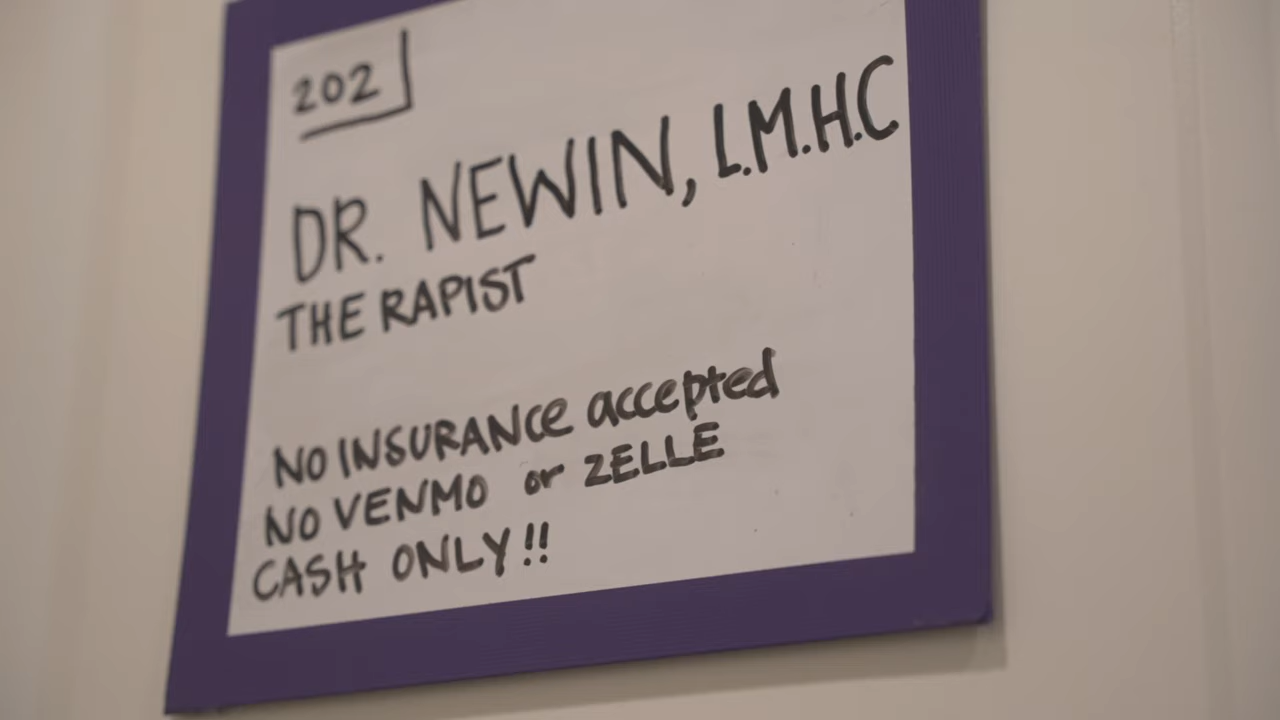 202
DR. NEWIN, L.M.H.C
THE RAPIST
NO INSURANCe accepted
NO VENMO or ZELLE
CASH ONLY!!